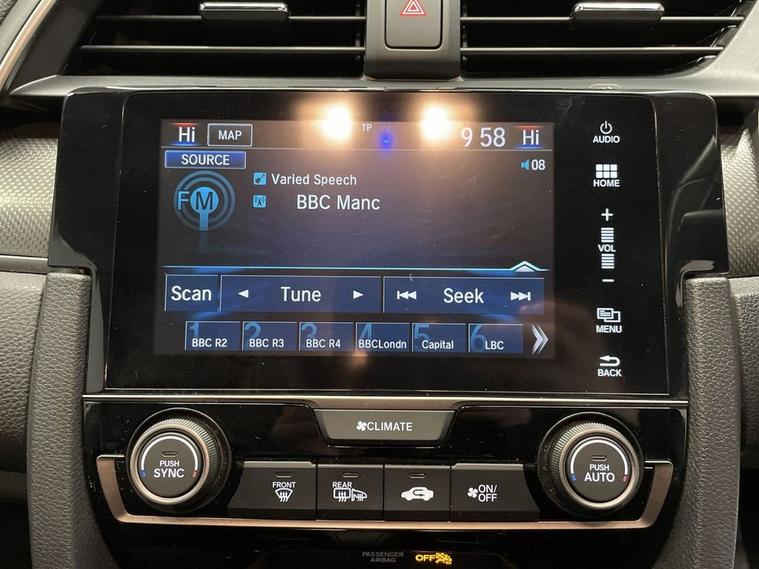 Hi MAP TP 9 58 Hi
SOURCE 08
FM Varied Speech
BBC Manc
Scan Tune Seek
1 BBC R2 2 BBC R3 3 BBC R4 4 BBCLondn 5 Capital 6 LBC
AUDIO
HOME
+
VOL
−
MENU
BACK
CLIMATE
PUSH
SYNC
FRONT
REAR
ON/
OFF
PUSH
AUTO
PASSENGER
AIRBAG
OFF